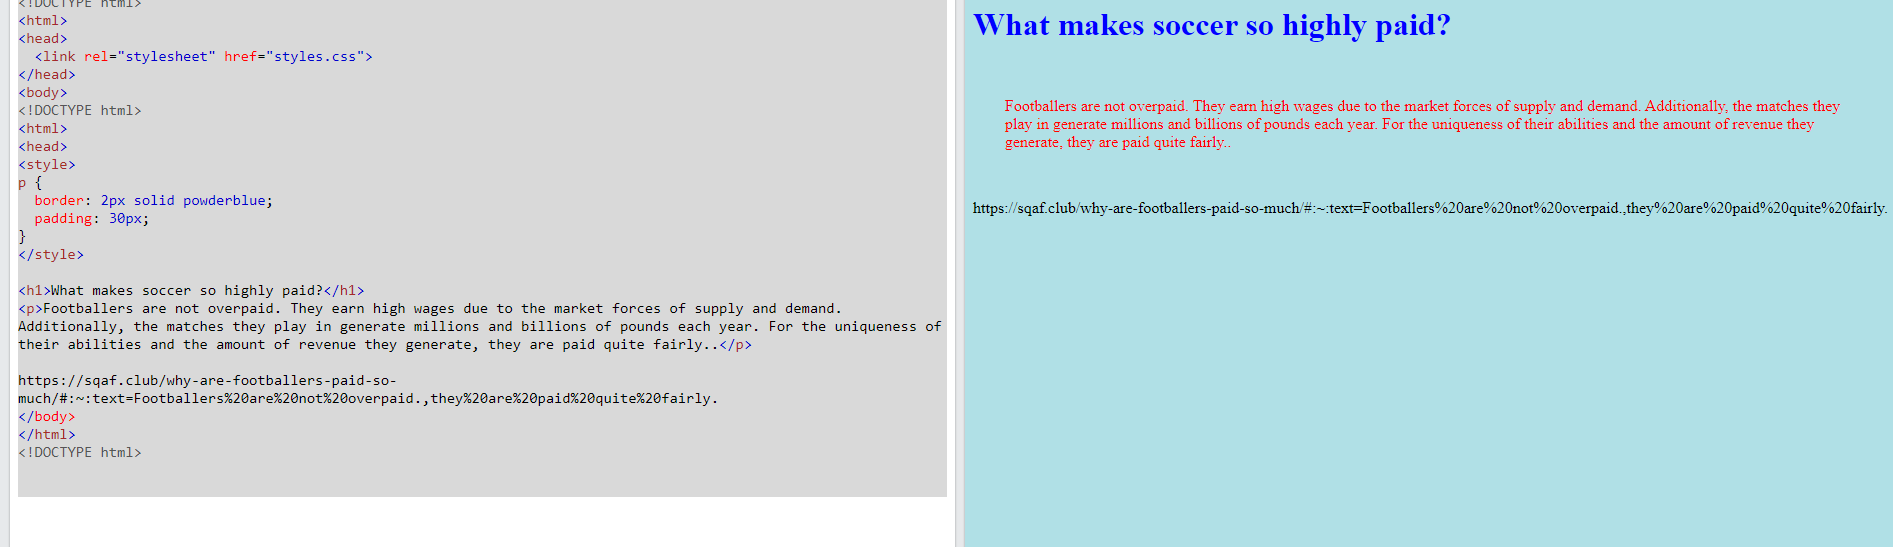 <!DOCTYPE html>
<html>
<head>
  <link rel="stylesheet" href="styles.css">
</head>
<body>
<!DOCTYPE html>
<html>
<head>
<style>
p {
  border: 2px solid powderblue;
  padding: 30px;
}
</style>
<h1>What makes soccer so highly paid?</h1>
<p>Footballers are not overpaid. They earn high wages due to the market forces of supply and demand.
Additionally, the matches they play in generate millions and billions of pounds each year. For the uniqueness of
their abilities and the amount of revenue they generate, they are paid quite fairly..</p>
https://sqaf.club/why-are-footballers-paid-so-
much/#:~:text=Footballers%20are%20not%20overpaid.,they%20are%20paid%20quite%20fairly.
</body>
</html>
<!DOCTYPE html>
What makes soccer so highly paid?
Footballers are not overpaid. They earn high wages due to the market forces of supply and demand. Additionally, the matches they
play in generate millions and billions of pounds each year. For the uniqueness of their abilities and the amount of revenue they
generate, they are paid quite fairly..
https://sqaf.club/why-are-footballers-paid-so-much/#:~:text=Footballers%20are%20not%20overpaid.,they%20are%20paid%20quite%20fairly.